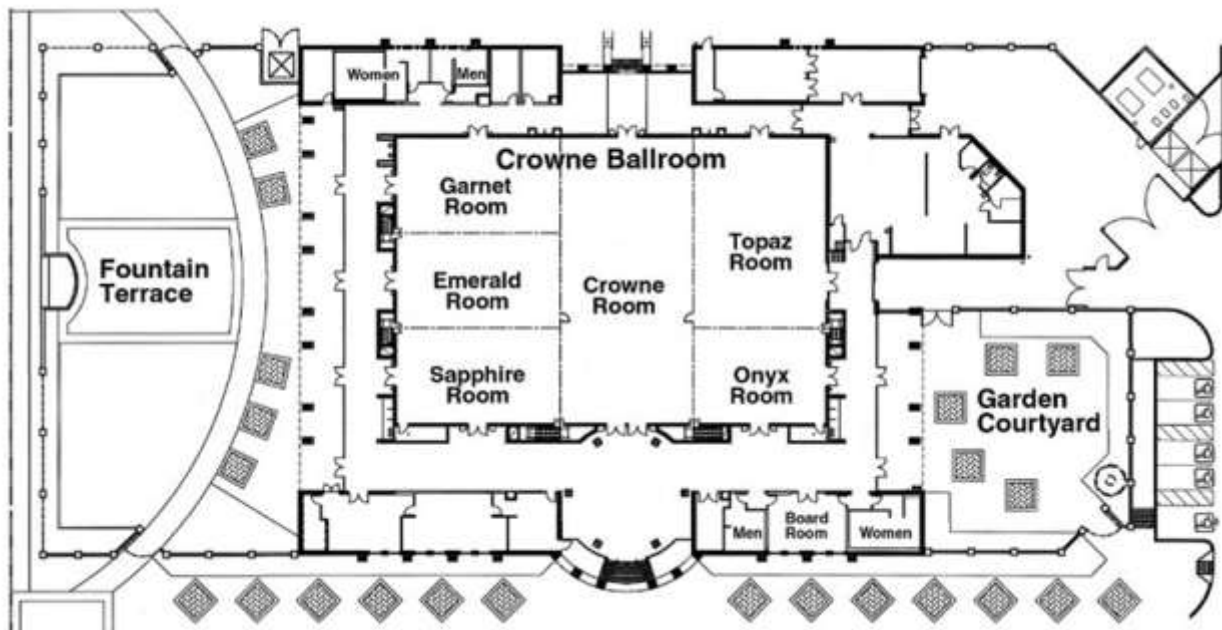 Women
Men
Crowne Ballroom
Garnet
Room
Topaz
Room
Fountain
Terrace
Emerald
Room
Crowne
Room
Sapphire
Room
Onyx
Room
Garden
Courtyard
Men
Board
Room
Women